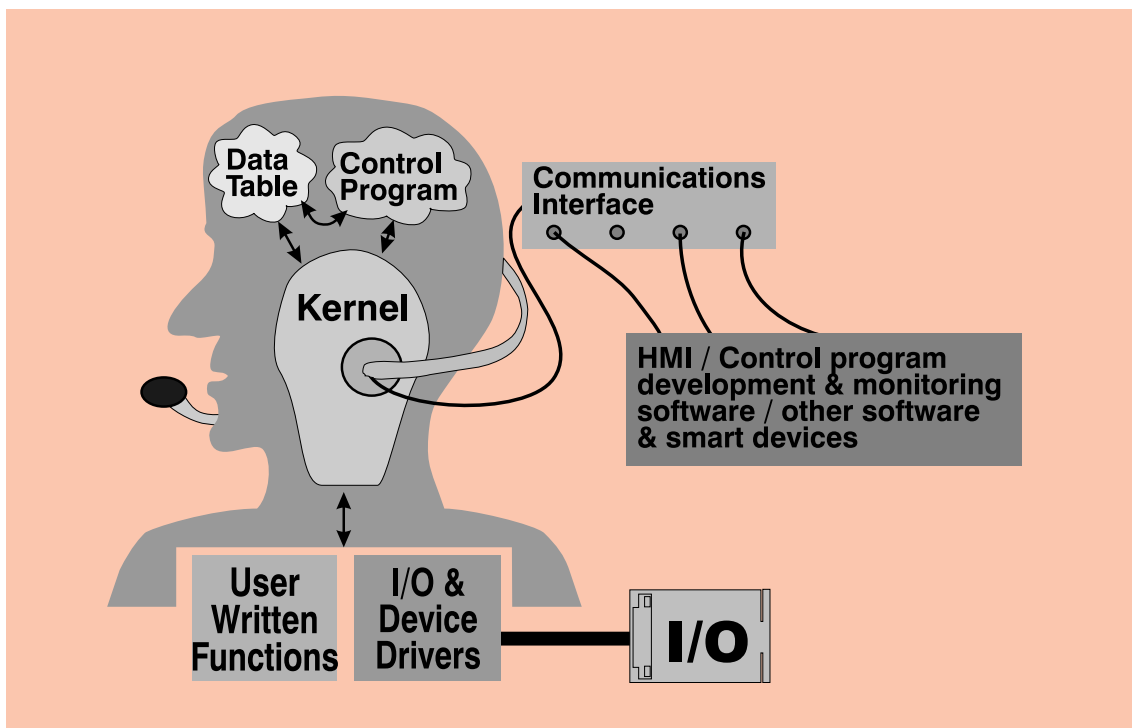 Data
Table
Control
Program
Kernel
Communications
Interface
HMI / Control program
development & monitoring
software / other software
& smart devices
User
Written
Functions
I/O &
Device
Drivers
I/O